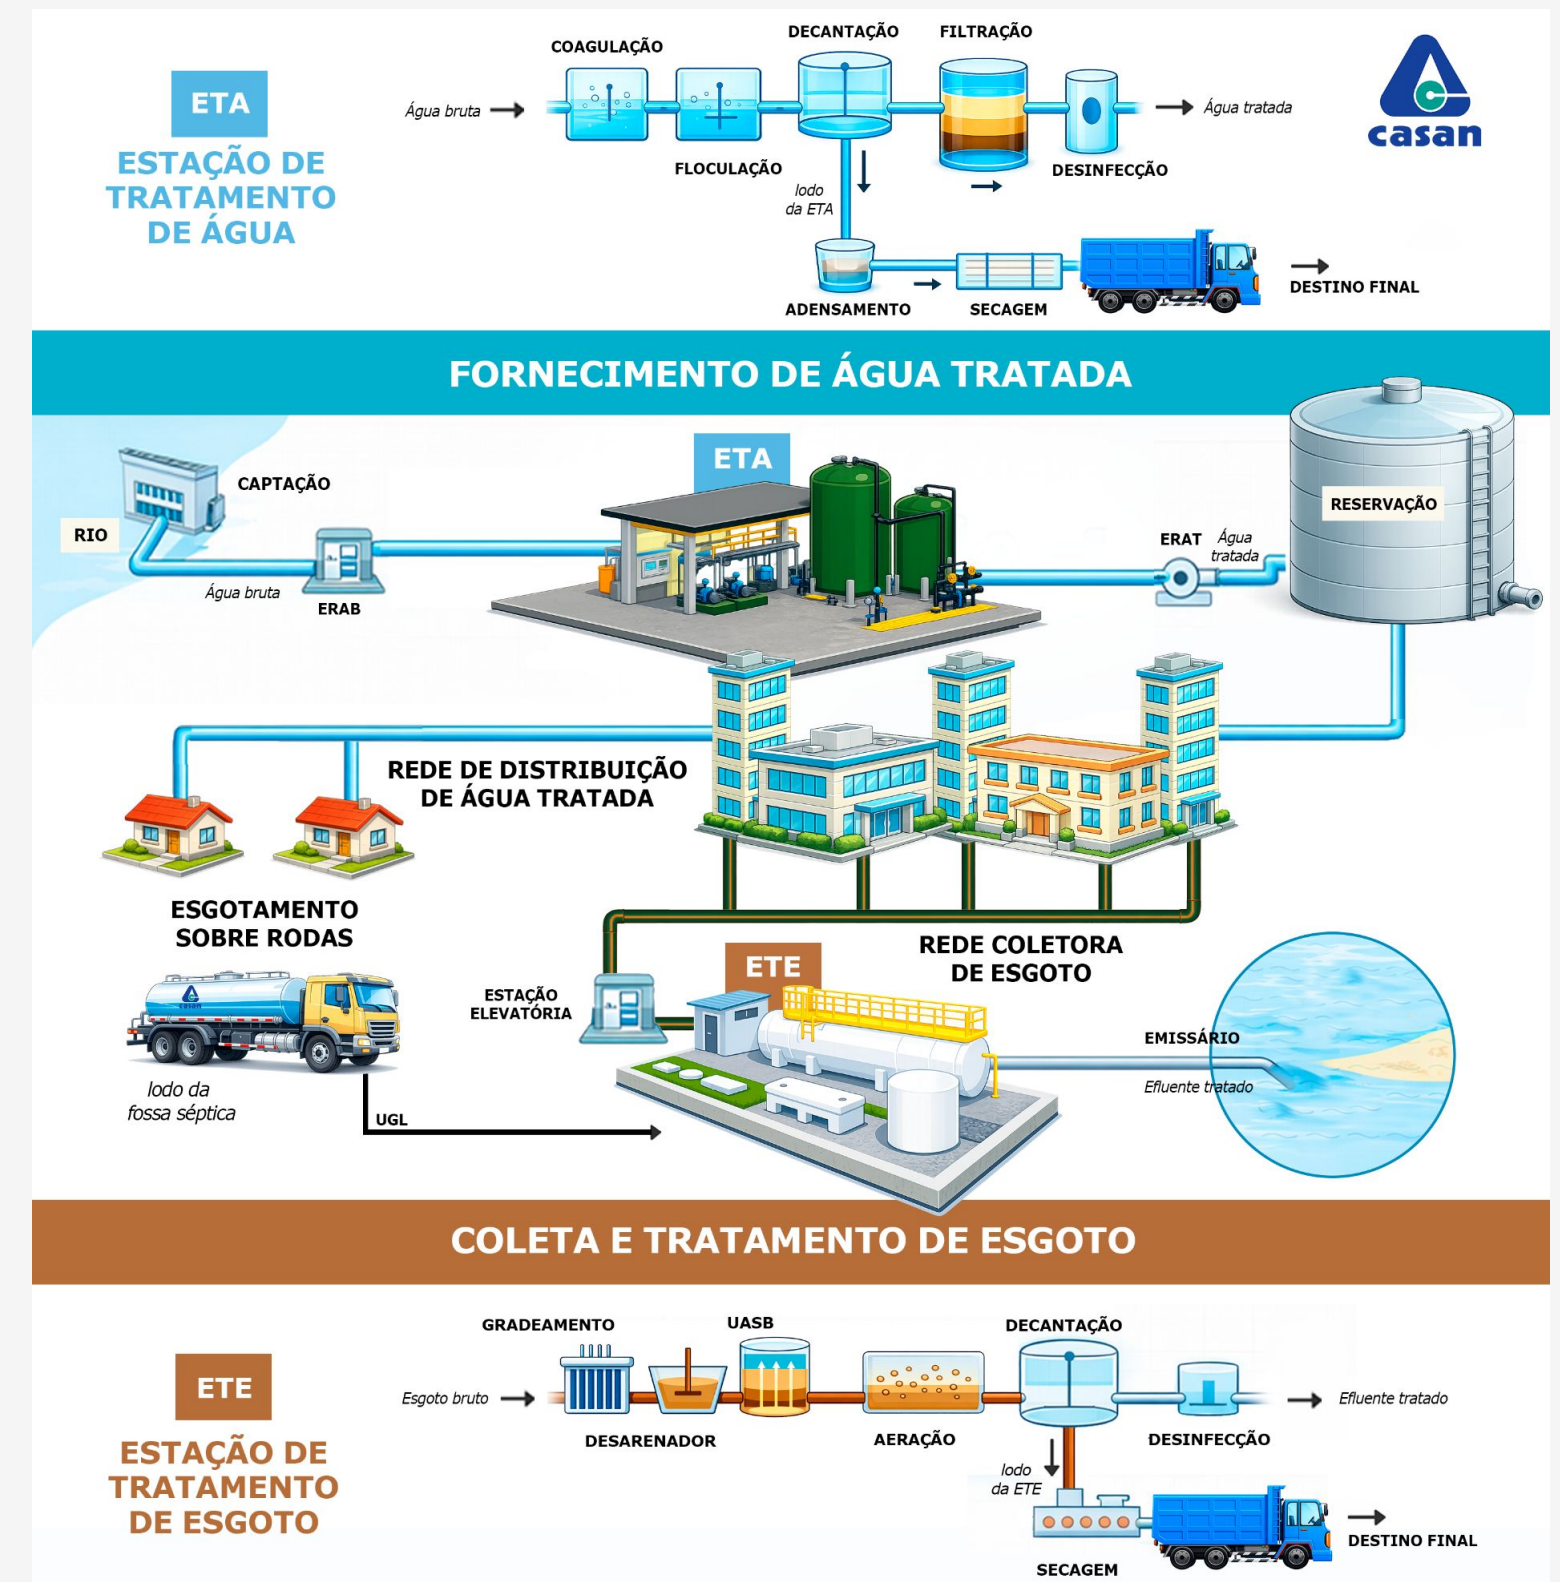 ETA
ESTAÇÃO DE
TRATAMENTO
DE ÁGUA
COAGULAÇÃO
DECANTAÇÃO
FILTRAÇÃO
Água bruta
Água tratada
FLOCULAÇÃO
DESINFECÇÃO
lodo
da ETA
ADENSAMENTO
SECAGEM
DESTINO FINAL
casan
FORNECIMENTO DE ÁGUA TRATADA
ETA
CAPTAÇÃO
RIO
Água bruta
ERAB
ERAT
Água
tratada
RESERVAÇÃO
REDE DE DISTRIBUIÇÃO
DE ÁGUA TRATADA
ESGOTAMENTO
SOBRE RODAS
casan
lodo da
fossa séptica
UGL
ESTAÇÃO
ELEVATÓRIA
ETE
REDE COLETORA
DE ESGOTO
EMISSÁRIO
Efluente tratado
COLETA E TRATAMENTO DE ESGOTO
ETE
ESTAÇÃO DE
TRATAMENTO
DE ESGOTO
GRADEAMENTO
UASB
DECANTAÇÃO
Esgoto bruto
Efluente tratado
DESARENADOR
AERAÇÃO
DESINFECÇÃO
lodo
da ETE
SECAGEM
DESTINO FINAL